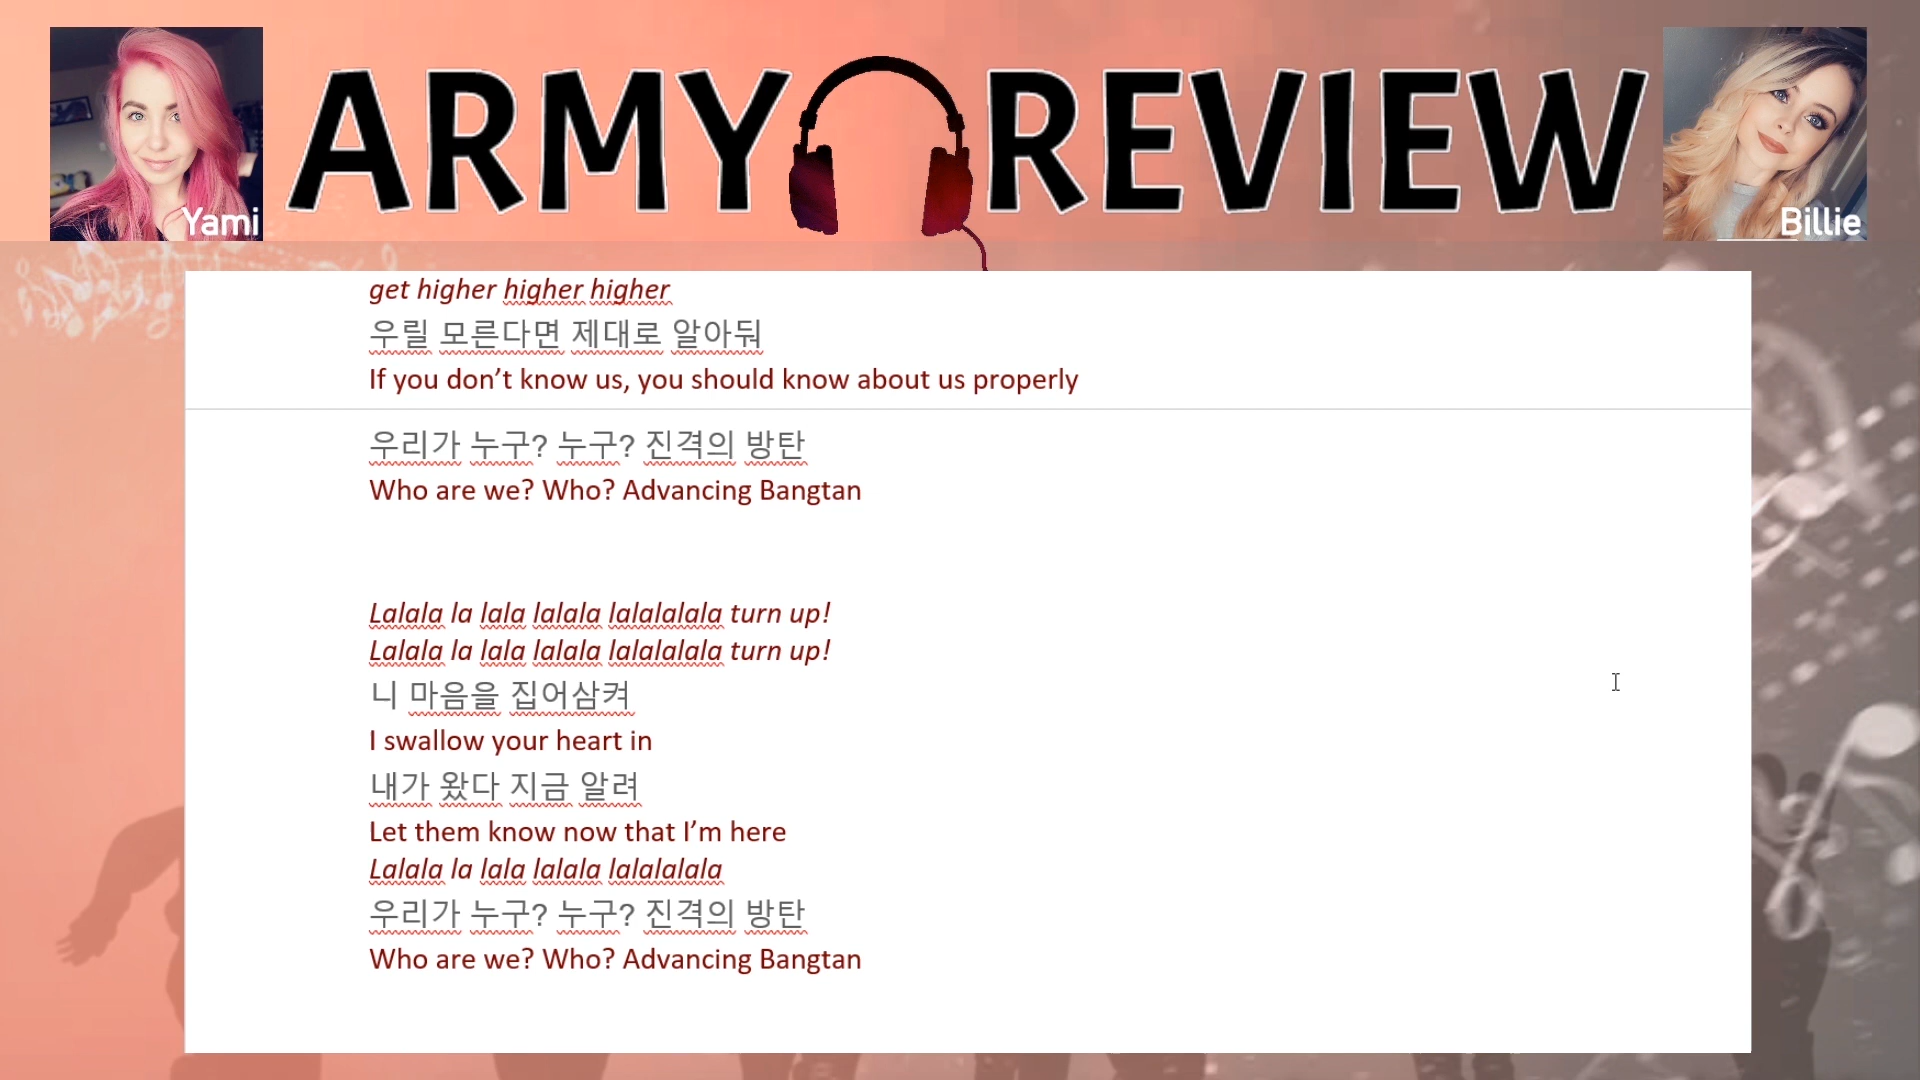 ARMY REVIEW
Yami
Billie
get higher higher higher
우릴 모른다면 제대로 알아둬
If you don’t know us, you should know about us properly
우리가 누구? 누구? 진격의 방탄
Who are we? Who? Advancing Bangtan
Lalala la lala lalala lalalalala turn up!
Lalala la lala lalala lalalalala turn up!
니 마음을 집어삼켜
I swallow your heart in
내가 왔다 지금 알려
Let them know now that I’m here
Lalala la lala lalala lalalalala
우리가 누구? 누구? 진격의 방탄
Who are we? Who? Advancing Bangtan